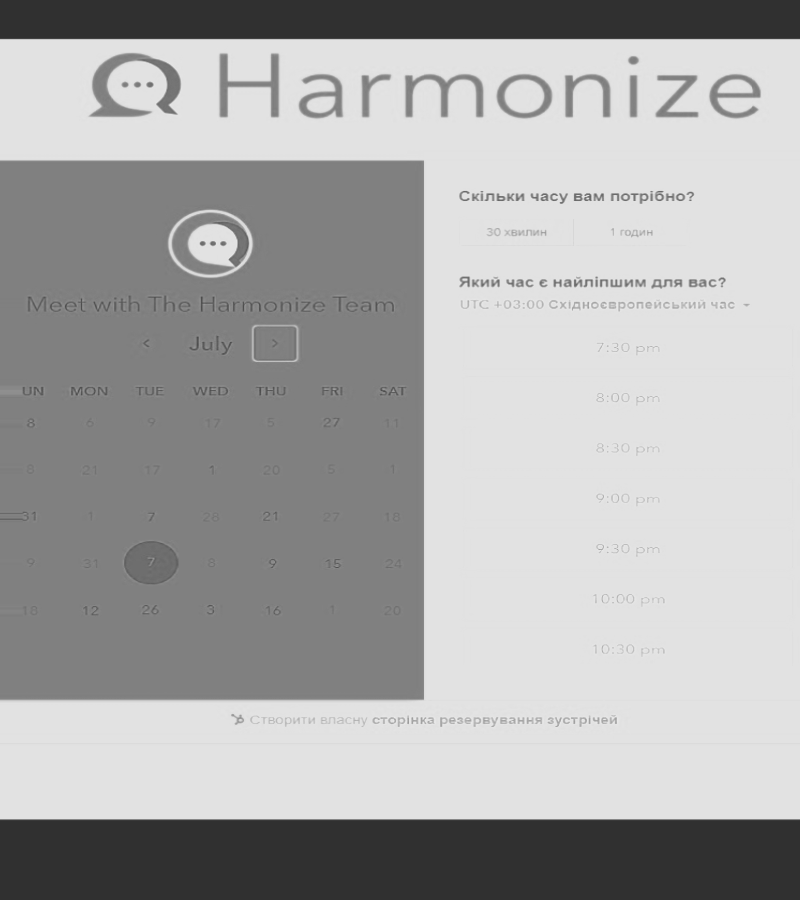 Harmonize
Meet with The Harmonize Team
< July >
UN MON TUE WED THU FRI SAT
8 6 9 17 5 27 11
8 21 17 1 20 5 1
31 1 7 28 21 27 18
9 31 7 8 9 15 24
18 12 26 3 16 1 20
Скільки часу вам потрібно?
30 хвилин 1 годин
Який час є найліпшим для вас?
UTC +03:00 Східноєвропейський час
7:30 pm
8:00 pm
8:30 pm
9:00 pm
9:30 pm
10:00 pm
10:30 pm
Створити власну сторінка резервування зустрічей